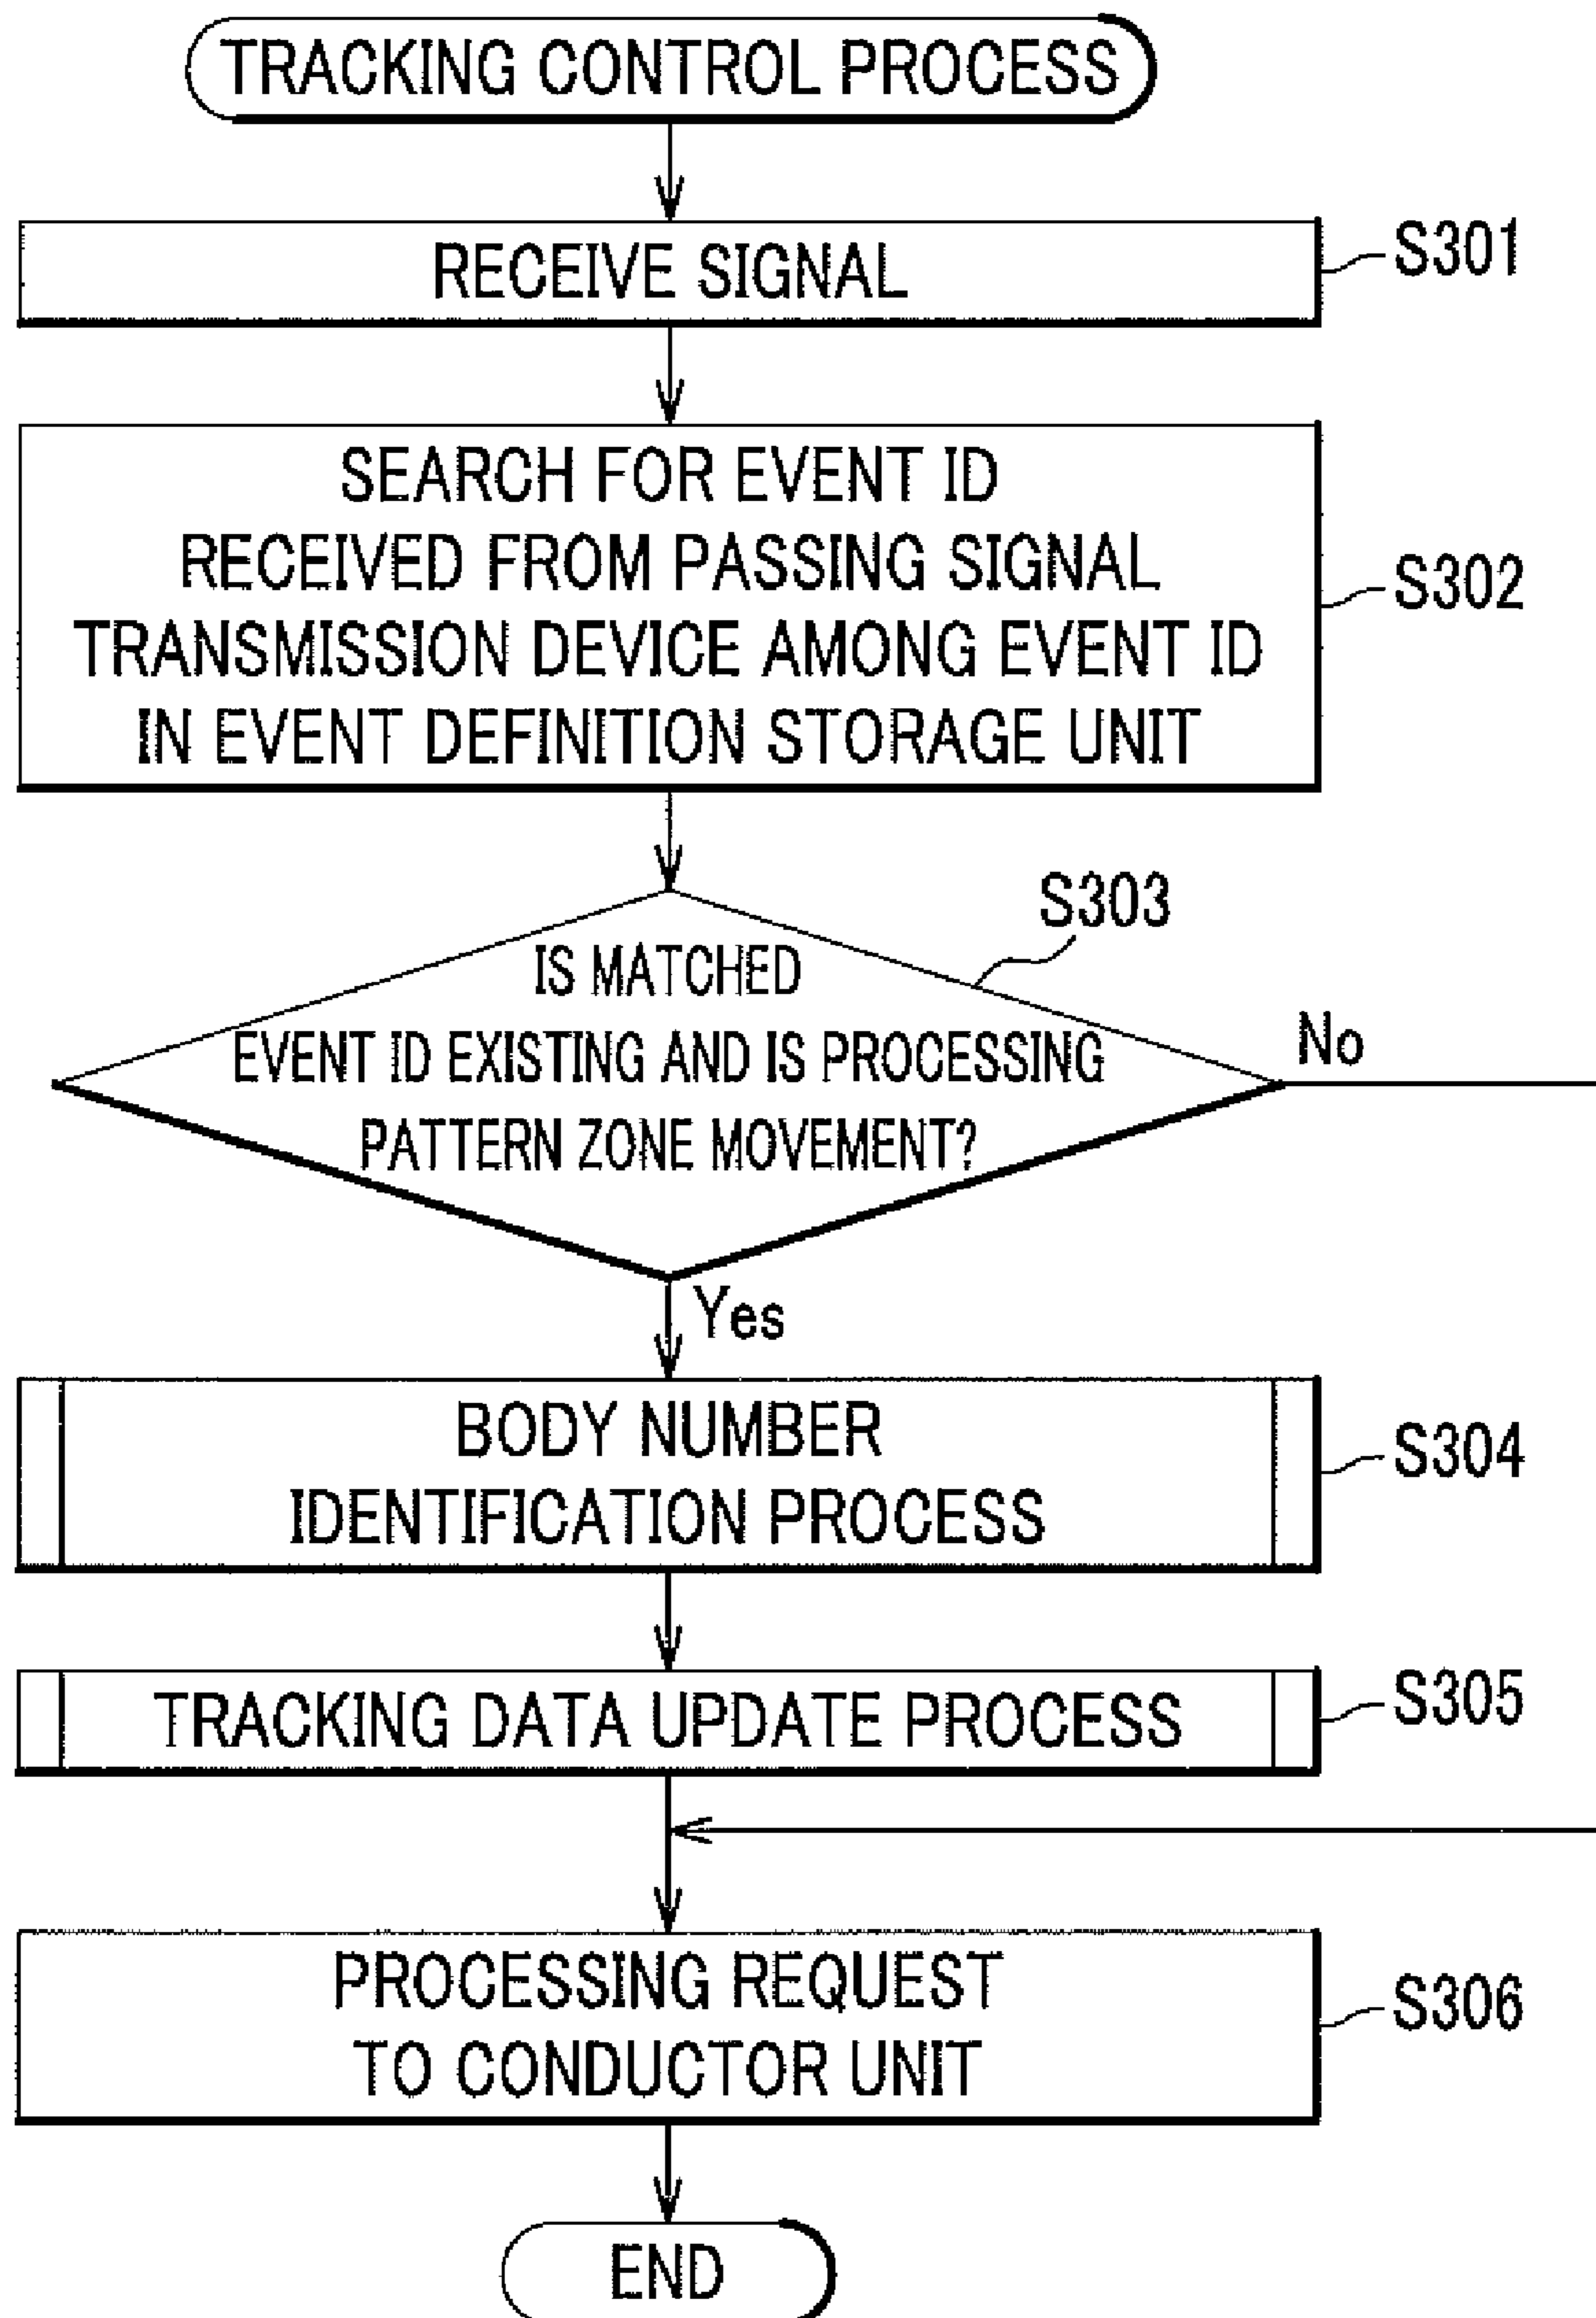 TRACKING CONTROL PROCESS
RECEIVE SIGNAL
S301
SEARCH FOR EVENT ID
RECEIVED FROM PASSING SIGNAL
TRANSMISSION DEVICE AMONG EVENT ID
IN EVENT DEFINITION STORAGE UNIT
S302
S303
IS MATCHED
EVENT ID EXISTING AND IS PROCESSING
PATTERN ZONE MOVEMENT?
No
Yes
BODY NUMBER
IDENTIFICATION PROCESS
S304
TRACKING DATA UPDATE PROCESS
S305
PROCESSING REQUEST
TO CONDUCTOR UNIT
S306
END